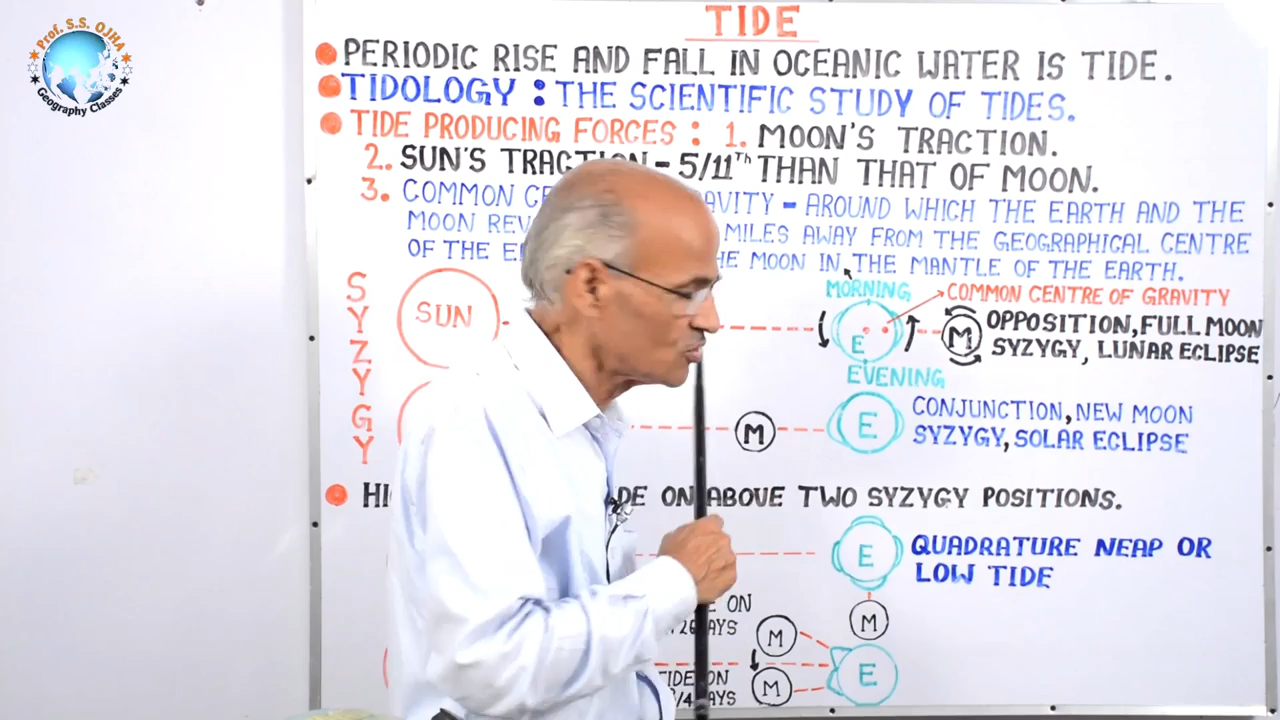 Prof. S.S. OJHA
Geography Classes
TIDE
PERIODIC RISE AND FALL IN OCEANIC WATER IS TIDE.
TIDOLOGY : THE SCIENTIFIC STUDY OF TIDES.
TIDE PRODUCING FORCES : 1. MOON'S TRACTION.
2. SUN'S TRACTION - 5/11Th THAN THAT OF MOON.
3. COMMON AVITY - AROUND WHICH THE EARTH AND THE
MOON MILES AWAY FROM THE GEOGRAPHICAL CENTRE
OF THE THE MOON IN THE MANTLE OF THE EARTH.
SYZYGY
SUN
MORNING
COMMON CENTRE OF GRAVITY
E
M
OPPOSITION, FULL MOON
SYZYGY, LUNAR ECLIPSE
EVENING
M
E
CONJUNCTION, NEW MOON
SYZYGY, SOLAR ECLIPSE
DE ON ABOVE TWO SYZYGY POSITIONS.
E
QUADRATURE NEAP OR
LOW TIDE
M
ON
M
E
TIDE ON
M